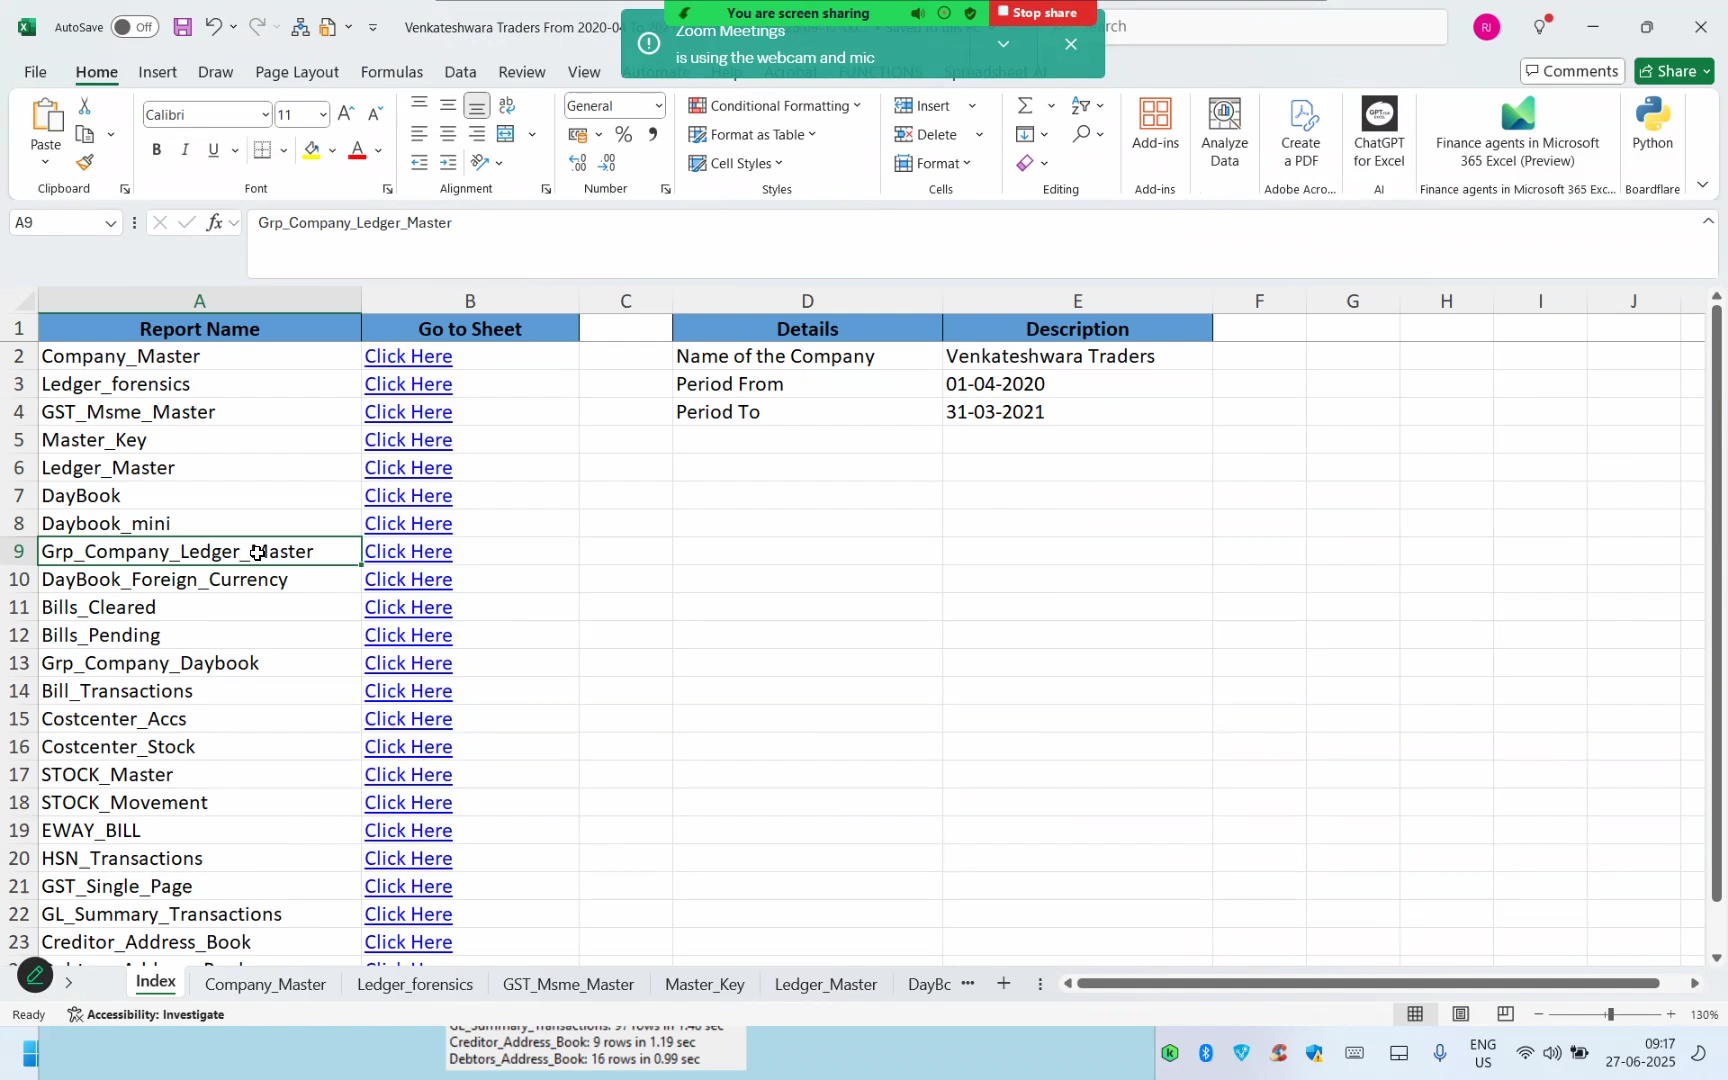 AutoSave
Off
Venkateshwara Traders From 2020-04
You are screen sharing
Stop share
Zoom Meetings
is using the webcam and mic
RJ
File
Home
Insert
Draw
Page Layout
Formulas
Data
Review
View
Automate
Help
Acrobat
FUNCTIONS
Spreadsheet AI
Comments
Share
Paste
Clipboard
Calibri
11
Font
Alignment
General
Number
Conditional Formatting
Format as Table
Cell Styles
Styles
Insert
Delete
Format
Cells
Editing
Add-ins
Add-ins
Analyze
Data
Create
a PDF
Adobe Acro...
ChatGPT
for Excel
AI
Finance agents in Microsoft
365 Excel (Preview)
Finance agents in Microsoft 365 Exc...
Python
Boardflare
A9
fx
Grp_Company_Ledger_Master
A B C D E F G H I J
1 Report Name Go to Sheet Details Description
2 Company_Master Click Here Name of the Company Venkateshwara Traders
3 Ledger_forensics Click Here Period From 01-04-2020
4 GST_Msme_Master Click Here Period To 31-03-2021
5 Master_Key Click Here
6 Ledger_Master Click Here
7 DayBook Click Here
8 Daybook_mini Click Here
9 Grp_Company_Ledger_Master Click Here
10 DayBook_Foreign_Currency Click Here
11 Bills_Cleared Click Here
12 Bills_Pending Click Here
13 Grp_Company_Daybook Click Here
14 Bill_Transactions Click Here
15 Costcenter_Accs Click Here
16 Costcenter_Stock Click Here
17 STOCK_Master Click Here
18 STOCK_Movement Click Here
19 EWAY_BILL Click Here
20 HSN_Transactions Click Here
21 GST_Single_Page Click Here
22 GL_Summary_Transactions Click Here
23 Creditor_Address_Book Click Here
Index
Company_Master
Ledger_forensics
GST_Msme_Master
Master_Key
Ledger_Master
DayBc
Ready
Accessibility: Investigate
130%
GL_Summary_Transactions: 97 rows in 1.40 sec
Creditor_Address_Book: 9 rows in 1.19 sec
Debtors_Address_Book: 16 rows in 0.99 sec
ENG
US
09:17
27-06-2025